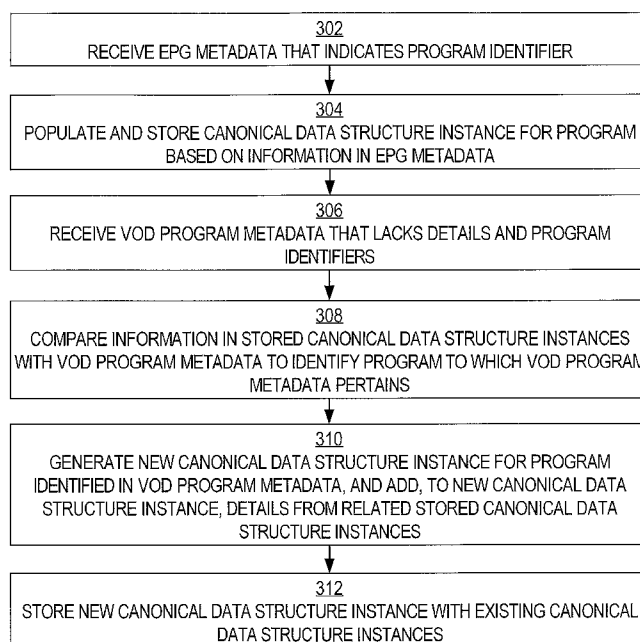 302
RECEIVE EPG METADATA THAT INDICATES PROGRAM IDENTIFIER
304
POPULATE AND STORE CANONICAL DATA STRUCTURE INSTANCE FOR PROGRAM
BASED ON INFORMATION IN EPG METADATA
306
RECEIVE VOD PROGRAM METADATA THAT LACKS DETAILS AND PROGRAM
IDENTIFIERS
308
COMPARE INFORMATION IN STORED CANONICAL DATA STRUCTURE INSTANCES
WITH VOD PROGRAM METADATA TO IDENTIFY PROGRAM TO WHICH VOD PROGRAM
METADATA PERTAINS
310
GENERATE NEW CANONICAL DATA STRUCTURE INSTANCE FOR PROGRAM
IDENTIFIED IN VOD PROGRAM METADATA, AND ADD, TO NEW CANONICAL DATA
STRUCTURE INSTANCE, DETAILS FROM RELATED STORED CANONICAL DATA
STRUCTURE INSTANCES
312
STORE NEW CANONICAL DATA STRUCTURE INSTANCE WITH EXISTING CANONICAL
DATA STRUCTURE INSTANCES